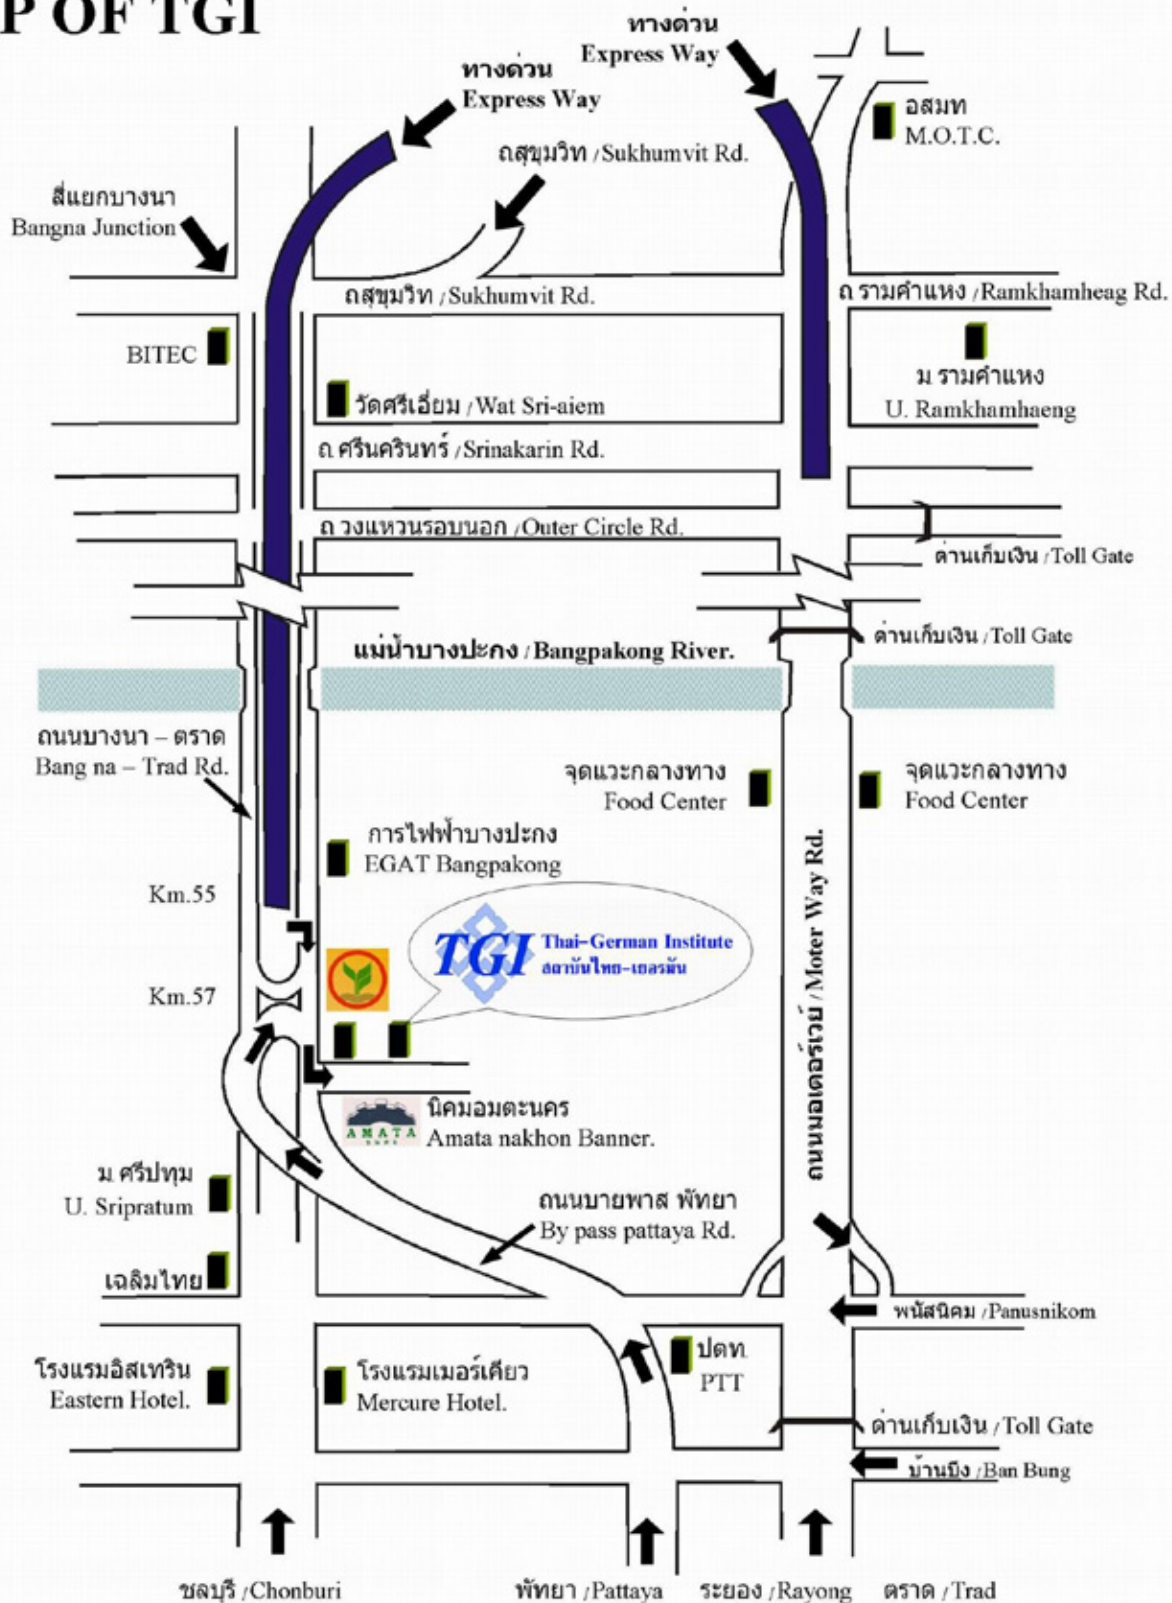 P OF TGI
ทางด่วน
Express Way
ทางด่วน
Express Way
อสมท
M.O.T.C.
ถสุขุมวิท /Sukhumvit Rd.
สี่แยกบางนา
Bangna Junction
ถสุขุมวิท /Sukhumvit Rd.
ถ รามคำแหง /Ramkhamheag Rd.
BITEC
ม รามคำแหง
U. Ramkhamhaeng
วัดศรีเอี่ยม /Wat Sri-aiem
ถ ศรีนครินทร์ /Srinakarin Rd.
ถ วงแหวนรอบนอก /Outer Circle Rd.
ด่านเก็บเงิน /Toll Gate
ด่านเก็บเงิน /Toll Gate
แม่น้ำบางปะกง /Bangpakong River.
ถนนบางนา – ตราด
Bang na – Trad Rd.
จุดแวะกลางทาง
Food Center
จุดแวะกลางทาง
Food Center
การไฟฟ้าบางปะกง
EGAT Bangpakong
Km.55
TGI Thai-German Institute
สถาบันไทย-เยอรมัน
Km.57
ถนนมอเตอร์เวย์ /Moter Way Rd.
AMATA
นิคมอมตะนคร
Amata nakhon Banner.
ม ศรีปทุม
U. Sripratum
ถนนบายพาส พัทยา
By pass pattaya Rd.
เฉลิมไทย
พนัสนิคม /Panusnikom
โรงแรมอิสเทริน
Eastern Hotel.
โรงแรมเมอร์เคียว
Mercure Hotel.
ปตท.
PTT
ด่านเก็บเงิน /Toll Gate
บ้านบึง /Ban Bung
ชลบุรี /Chonburi
พัทยา /Pattaya
ระยอง /Rayong
ตราด /Trad